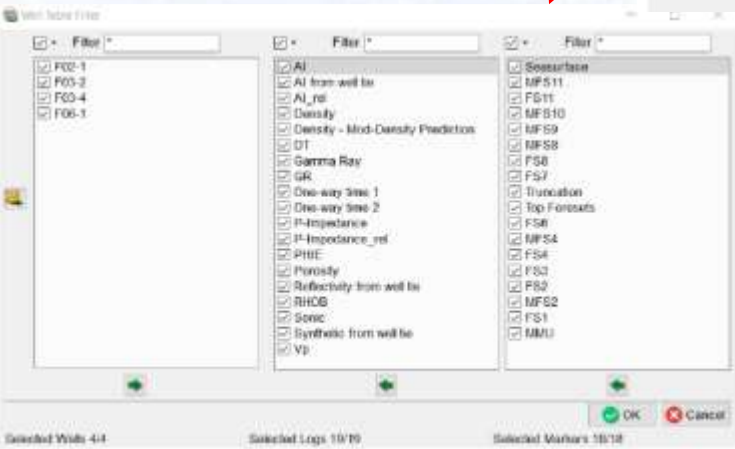 Well Table Filter
Filter *
F02-1
F03-2
F03-4
F06-1
Filter *
AI
AI from well tie
AI_rel
Density
Density - Mod-Density Prediction
DT
Gamma Ray
GR
One-way time 1
One-way time 2
P-Impedance
P-Impedance_rel
PHIE
Porosity
Reflectivity from well tie
RHOB
Sonic
Synthetic from well tie
Vp
Filter *
Seasurface
MFS11
FS11
MFS10
MFS9
MFS8
FS8
FS7
Truncation
Top Foresets
FS6
MFS4
FS4
FS3
FS2
MFS2
FS1
MMU
OK
Cancel
Selected Wells 4/4
Selected Logs 19/19
Selected Markers 18/18